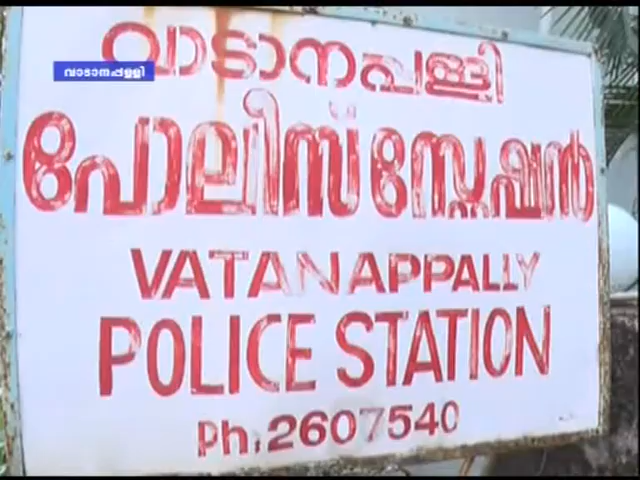 വാടാനപ്പള്ളി
വാടാനപ്പള്ളി
പോലീസ് സ്റ്റേഷൻ
VATANAPPALLY
POLICE STATION
Ph:2607540